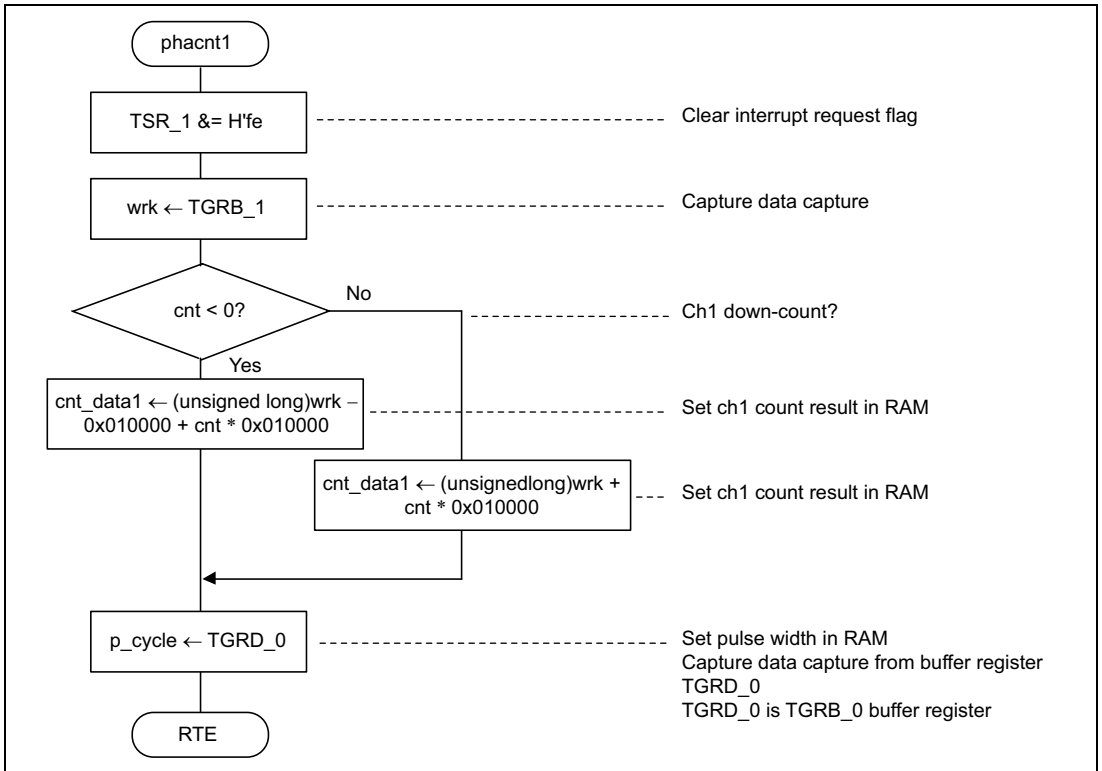 phacnt1
TSR_1 &= H'fe
Clear interrupt request flag
wrk ← TGRB_1
Capture data capture
cnt < 0?
No
Ch1 down-count?
Yes
cnt_data1 ← (unsigned long)wrk –
0x010000 + cnt * 0x010000
Set ch1 count result in RAM
cnt_data1 ← (unsignedlong)wrk +
cnt * 0x010000
Set ch1 count result in RAM
p_cycle ← TGRD_0
Set pulse width in RAM
Capture data capture from buffer register
TGRD_0
TGRD_0 is TGRB_0 buffer register
RTE